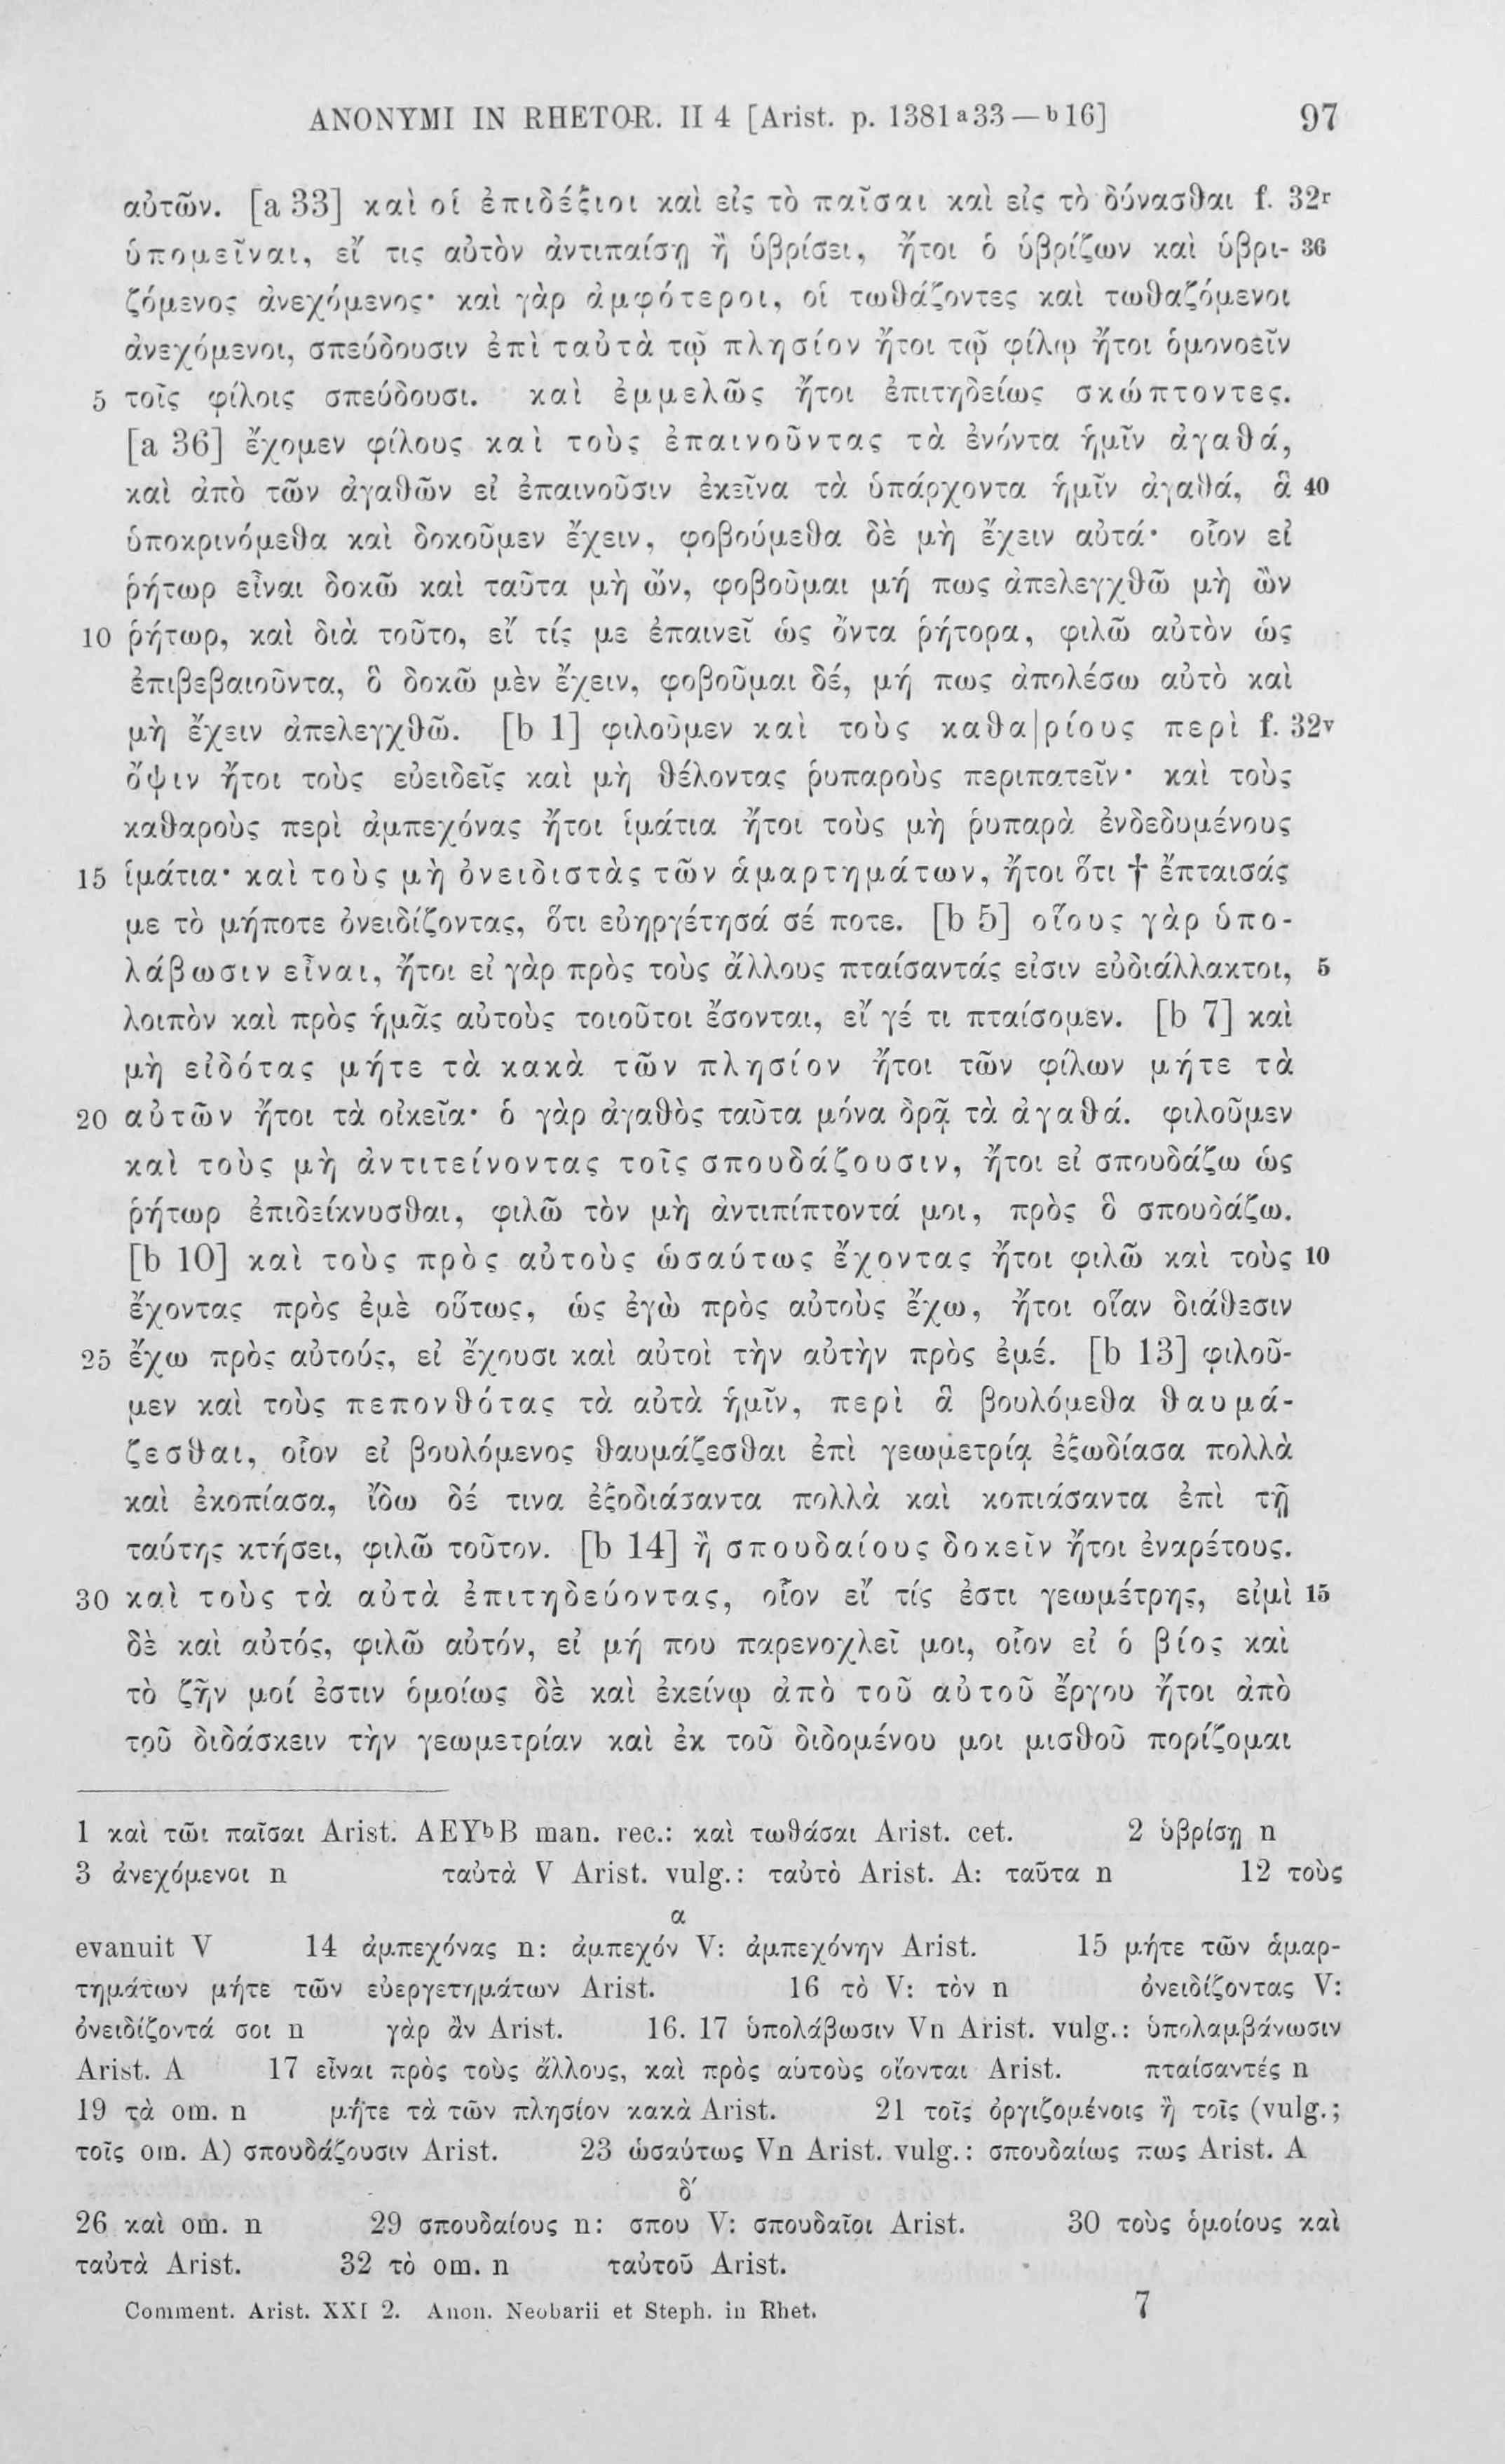 ANONYMI IN RHETOR. II 4 [Arist. p. 1381 a 33 — b 16] 97
αὐτῶν. [a 33] καὶ οἱ ἐπιδέξιοι καὶ εἰς τὸ παῖσαι καὶ εἰς τὸ δύνασθαι f. 32r
ὑπομεῖναι, εἴ τις αὐτὸν ἀντιπαίσῃ ἢ ὑβρίσει, ἤτοι ὁ ὑβρίζων καὶ ὑβρι- 36
ζόμενος ἀνεχόμενος· καὶ γὰρ ἀμφότεροι, οἱ τωθάζοντες καὶ τωθαζόμενοι
ἀνεχόμενοι, σπεύδουσιν ἐπὶ ταὐτὰ τῷ πλησίον ἤτοι τῷ φίλῳ ἤτοι ὁμονοεῖν
5 τοῖς φίλοις σπεύδουσι. καὶ ἐμμελῶς ἤτοι ἐπιτηδείως σκώπτοντες.
[a 36] ἔχομεν φίλους καὶ τοὺς ἐπαινοῦντας τὰ ἐνόντα ἡμῖν ἀγαθά,
καὶ ἀπὸ τῶν ἀγαθῶν εἰ ἐπαινοῦσιν ἐκεῖνα τὰ ὑπάρχοντα ἡμῖν ἀγαθά, ἃ 40
ὑποκρινόμεθα καὶ δοκοῦμεν ἔχειν, φοβούμεθα δὲ μὴ ἔχειν αὐτά· οἷον εἰ
ῥήτωρ εἶναι δοκῶ καὶ ταῦτα μὴ ὤν, φοβοῦμαι μή πως ἀπελεγχθῶ μὴ ὢν
10 ῥήτωρ, καὶ διὰ τοῦτο, εἴ τίς με ἐπαινεῖ ὡς ὄντα ῥήτορα, φιλῶ αὐτὸν ὡς
ἐπιβεβαιοῦντα, ὃ δοκῶ μὲν ἔχειν, φοβοῦμαι δέ, μή πως ἀπολέσω αὐτὸ καὶ
μὴ ἔχειν ἀπελεγχθῶ. [b 1] φιλοῦμεν καὶ τοὺς καθα|ρίους περὶ f. 32v
ὄψιν ἤτοι τοὺς εὐειδεῖς καὶ μὴ θέλοντας ῥυπαροὺς περιπατεῖν· καὶ τοὺς
καθαροὺς περὶ ἀμπεχόνας ἤτοι ἱμάτια ἤτοι τοὺς μὴ ῥυπαρὰ ἐνδεδυμένους
15 ἱμάτια· καὶ τοὺς μὴ ὀνειδιστὰς τῶν ἁμαρτημάτων, ἤτοι ὅτι † ἔπταισάς
με τὸ μήποτε ὀνειδίζοντας, ὅτι εὐηργέτησά σέ ποτε. [b 5] οἵους γὰρ ὑπο-
λάβωσιν εἶναι, ἤτοι εἰ γὰρ πρὸς τοὺς ἄλλους πταίσαντάς εἰσιν εὐδιάλλακτοι, 5
λοιπὸν καὶ πρὸς ἡμᾶς αὐτοὺς τοιοῦτοι ἔσονται, εἴ γέ τι πταίσομεν. [b 7] καὶ
μὴ εἰδότας μήτε τὰ κακὰ τῶν πλησίον ἤτοι τῶν φίλων μήτε τὰ
20 αὐτῶν ἤτοι τὰ οἰκεῖα· ὁ γὰρ ἀγαθὸς ταῦτα μόνα ὁρᾷ τὰ ἀγαθά. φιλοῦμεν
καὶ τοὺς μὴ ἀντιτείνοντας τοῖς σπουδάζουσιν, ἤτοι εἰ σπουδάζω ὡς
ῥήτωρ ἐπιδείκνυσθαι, φιλῶ τὸν μὴ ἀντιπίπτοντά μοι, πρὸς ὃ σπουδάζω.
[b 10] καὶ τοὺς πρὸς αὐτοὺς ὡσαύτως ἔχοντας ἤτοι φιλῶ καὶ τοὺς 10
ἔχοντας πρὸς ἐμὲ οὕτως, ὡς ἐγὼ πρὸς αὐτοὺς ἔχω, ἤτοι οἵαν διάθεσιν
25 ἔχω πρὸς αὐτούς, εἰ ἔχουσι καὶ αὐτοὶ τὴν αὐτὴν πρὸς ἐμέ. [b 13] φιλοῦ-
μεν καὶ τοὺς πεπονθότας τὰ αὐτὰ ἡμῖν, περὶ ἃ βουλόμεθα θαυμά-
ζεσθαι, οἷον εἰ βουλόμενος θαυμάζεσθαι ἐπὶ γεωμετρίᾳ ἐξωδίασα πολλὰ
καὶ ἐκοπίασα, ἴδω δέ τινα ἐξοδιάσαντα πολλὰ καὶ κοπιάσαντα ἐπὶ τῇ
ταύτης κτήσει, φιλῶ τοῦτον. [b 14] ἢ σπουδαίους δοκεῖν ἤτοι ἐναρέτους.
30 καὶ τοὺς τὰ αὐτὰ ἐπιτηδεύοντας, οἷον εἴ τίς ἐστι γεωμέτρης, εἰμὶ 15
δὲ καὶ αὐτός, φιλῶ αὐτόν, εἰ μή που παρενοχλεῖ μοι, οἷον εἰ ὁ βίος καὶ
τὸ ζῆν μοί ἐστιν ὁμοίως δὲ καὶ ἐκείνῳ ἀπὸ τοῦ αὐτοῦ ἔργου ἤτοι ἀπὸ
τοῦ διδάσκειν τὴν γεωμετρίαν καὶ ἐκ τοῦ διδομένου μοι μισθοῦ πορίζομαι
1 καὶ τῶι παῖσαι Arist. AEYbB man. rec.: καὶ τωθάσαι Arist. cet. 2 ὑβρίσῃ n
3 ἀνεχόμενοι n ταὐτὰ V Arist. vulg.: ταὐτὸ Arist. A: ταῦτα n 12 τοὺς
α
evanuit V 14 ἀμπεχόνας n: ἀμπεχόν V: ἀμπεχόνην Arist. 15 μήτε τῶν ἁμαρ-
τημάτων μήτε τῶν εὐεργετημάτων Arist. 16 τὸ V: τὸν n ὀνειδίζοντας V:
ὀνειδίζοντά σοι n γὰρ ἂν Arist. 16. 17 ὑπολάβωσιν Vn Arist. vulg.: ὑπολαμβάνωσιν
Arist. A 17 εἶναι πρὸς τοὺς ἄλλους, καὶ πρὸς αὑτοὺς οἴονται Arist. πταίσαντές n
19 τὰ om. n μήτε τὰ τῶν πλησίον κακὰ Arist. 21 τοῖς ὀργιζομένοις ἢ τοῖς (vulg.;
τοῖς om. A) σπουδάζουσιν Arist. 23 ὡσαύτως Vn Arist. vulg.: σπουδαίως πως Arist. A
δ′
26 καὶ om. n 29 σπουδαίους n: σπου V: σπουδαῖοι Arist. 30 τοὺς ὁμοίους καὶ
ταὐτὰ Arist. 32 τὸ om. n ταὐτοῦ Arist.
Comment. Arist. XXI 2. Anon. Neobarii et Steph. in Rhet. 7